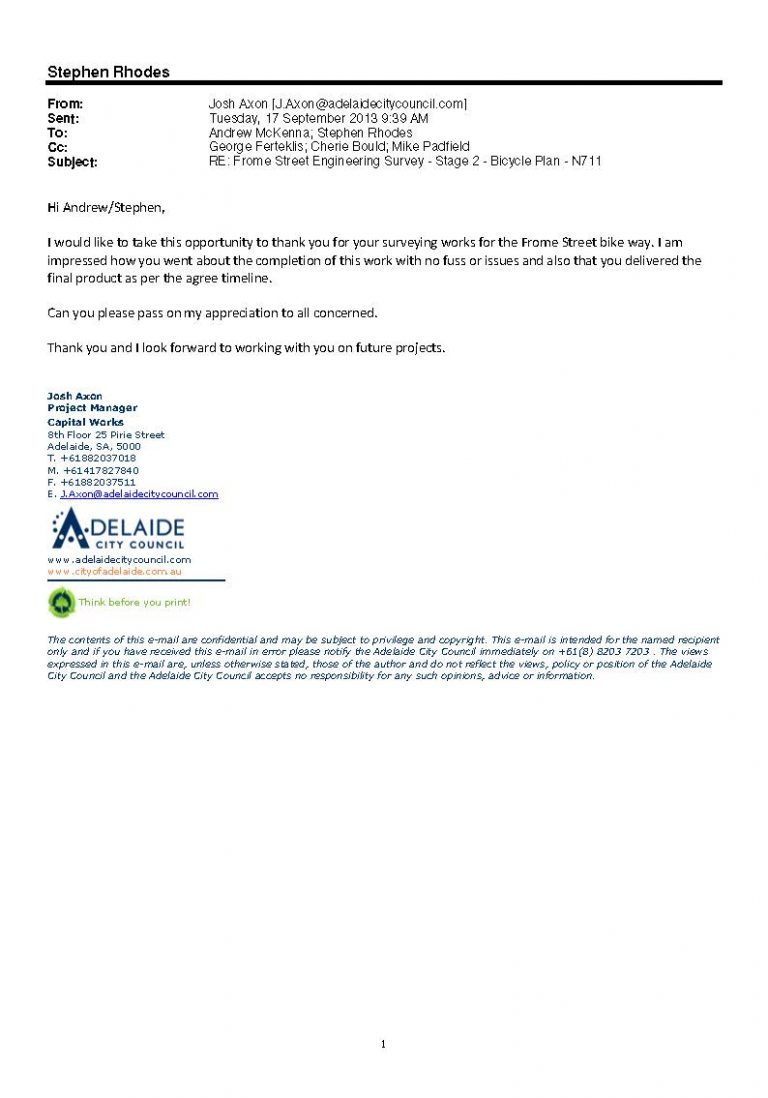 Stephen Rhodes
From: Josh Axon [J.Axon@adelaidecitycouncil.com]
Sent: Tuesday, 17 September 2013 9:39 AM
To: Andrew McKenna; Stephen Rhodes
Cc: George Ferteklis; Cherie Bould; Mike Padfield
Subject: RE: Frome Street Engineering Survey - Stage 2 - Bicycle Plan - N711
Hi Andrew/Stephen,
I would like to take this opportunity to thank you for your surveying works for the Frome Street bike way. I am
impressed how you went about the completion of this work with no fuss or issues and also that you delivered the
final product as per the agree timeline.
Can you please pass on my appreciation to all concerned.
Thank you and I look forward to working with you on future projects.
Josh Axon
Project Manager
Capital Works
8th Floor 25 Pirie Street
Adelaide, SA, 5000
T. +61882037018
M. +61417827840
F. +61882037511
E. J.Axon@adelaidecitycouncil.com
ADELAIDE
CITY COUNCIL
www.adelaidecitycouncil.com
www.cityofadelaide.com.au
Think before you print!
The contents of this e-mail are confidential and may be subject to privilege and copyright. This e-mail is intended for the named recipient
only and if you have received this e-mail in error please notify the Adelaide City Council immediately on +61(8) 8203 7203 . The views
expressed in this e-mail are, unless otherwise stated, those of the author and do not reflect the views, policy or position of the Adelaide
City Council and the Adelaide City Council accepts no responsibility for any such opinions, advice or information.
1